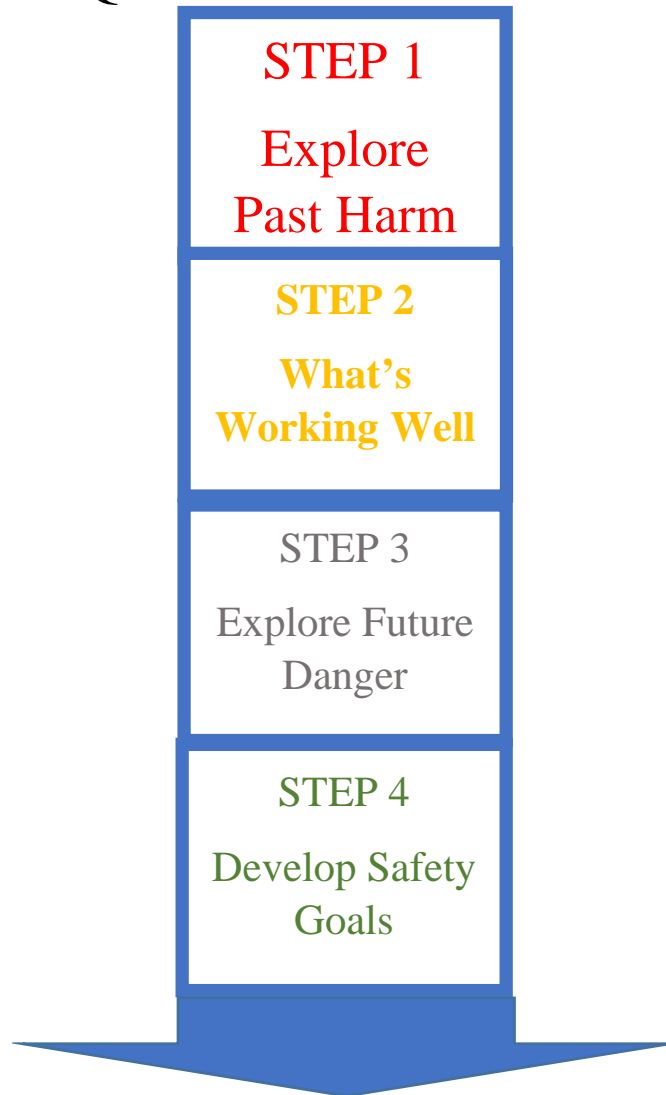 STEP 1
Explore
Past Harm
STEP 2
What’s
Working Well
STEP 3
Explore Future
Danger
STEP 4
Develop Safety
Goals